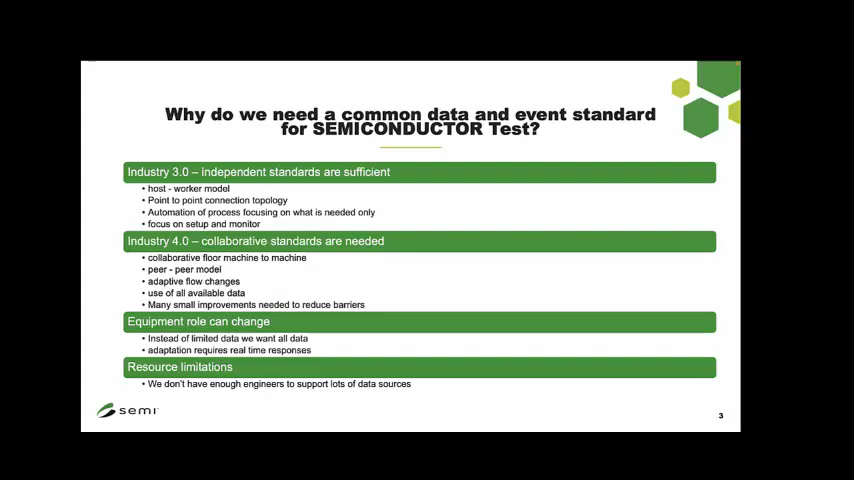 Why do we need a common data and event standard
for SEMICONDUCTOR Test?
Industry 3.0 – independent standards are sufficient
• host - worker model
• Point to point connection topology
• Automation of process focusing on what is needed only
• focus on setup and monitor
Industry 4.0 – collaborative standards are needed
• collaborative floor machine to machine
• peer - peer model
• adaptive flow changes
• use of all available data
• Many small improvements needed to reduce barriers
Equipment role can change
• Instead of limited data we want all data
• adaptation requires real time responses
Resource limitations
• We don't have enough engineers to support lots of data sources
semi
3